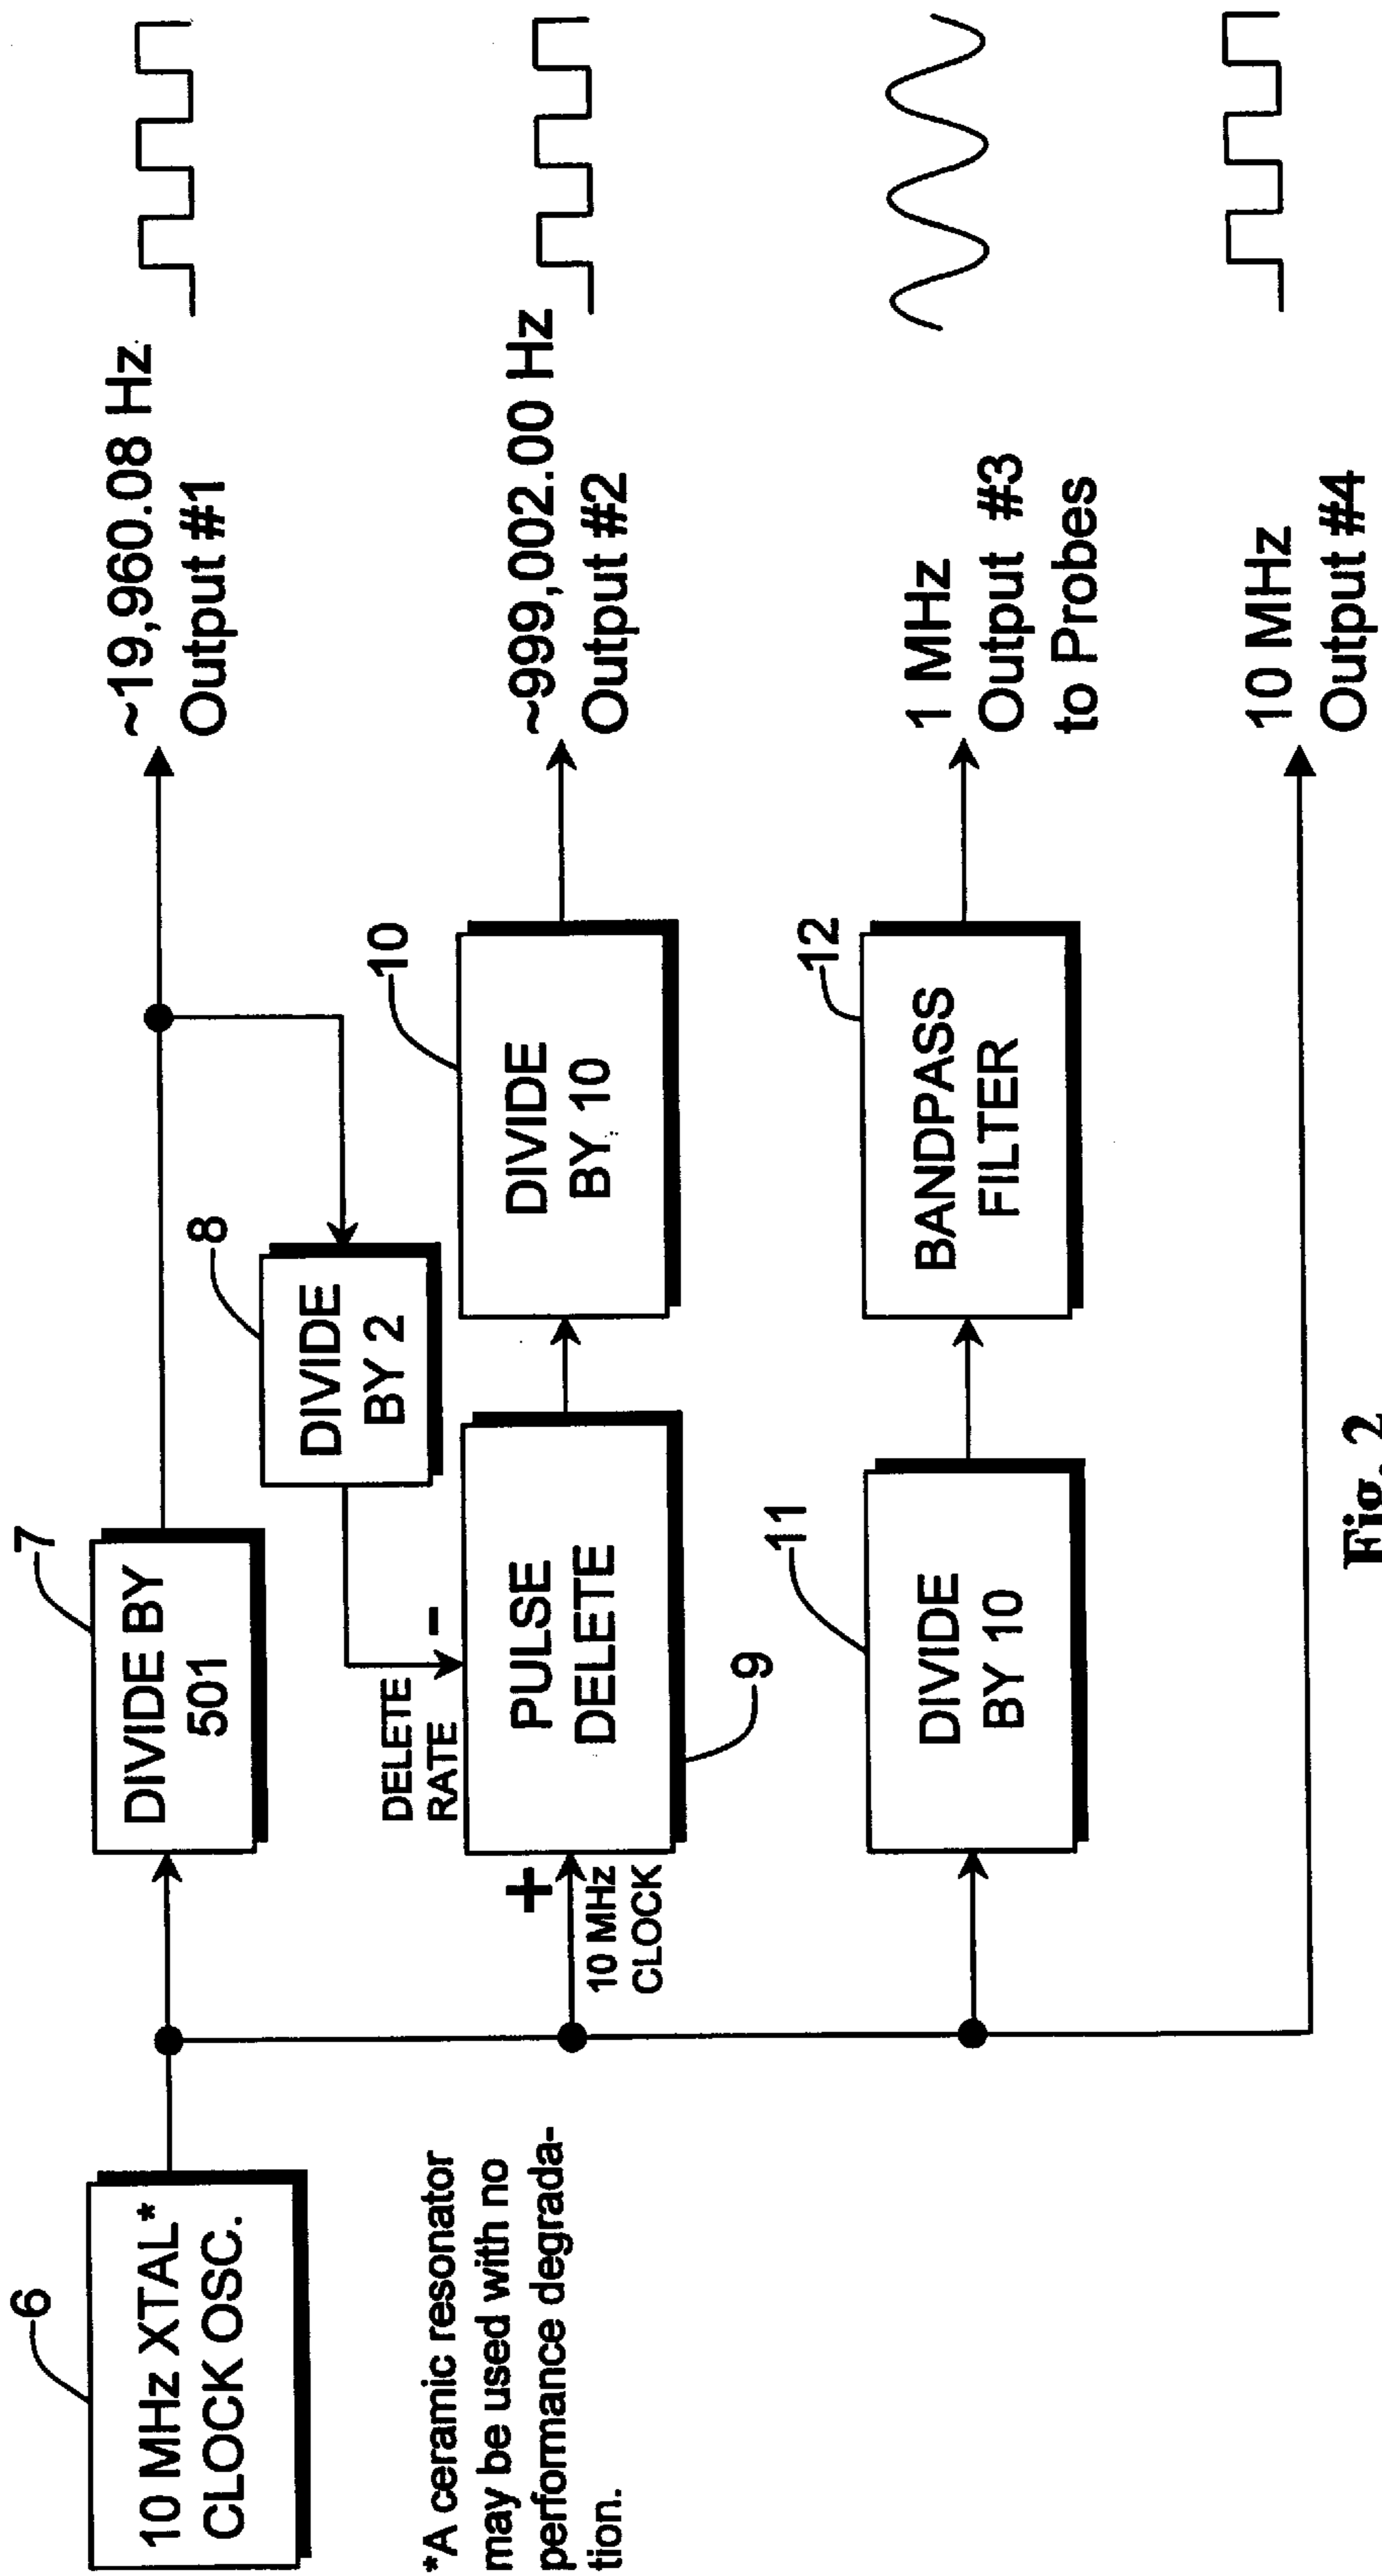 6
10 MHz XTAL*
CLOCK OSC.
*A ceramic resonator
may be used with no
performance degrada-
tion.
7
DIVIDE BY
501
~19,960.08 Hz
Output #1
8
DIVIDE
BY 2
DELETE
RATE
-
+
10 MHz
CLOCK
PULSE
DELETE
9
10
DIVIDE
BY 10
~999,002.00 Hz
Output #2
11
DIVIDE
BY 10
12
BANDPASS
FILTER
1 MHz
Output #3
to Probes
10 MHz
Output #4
Fig. 2